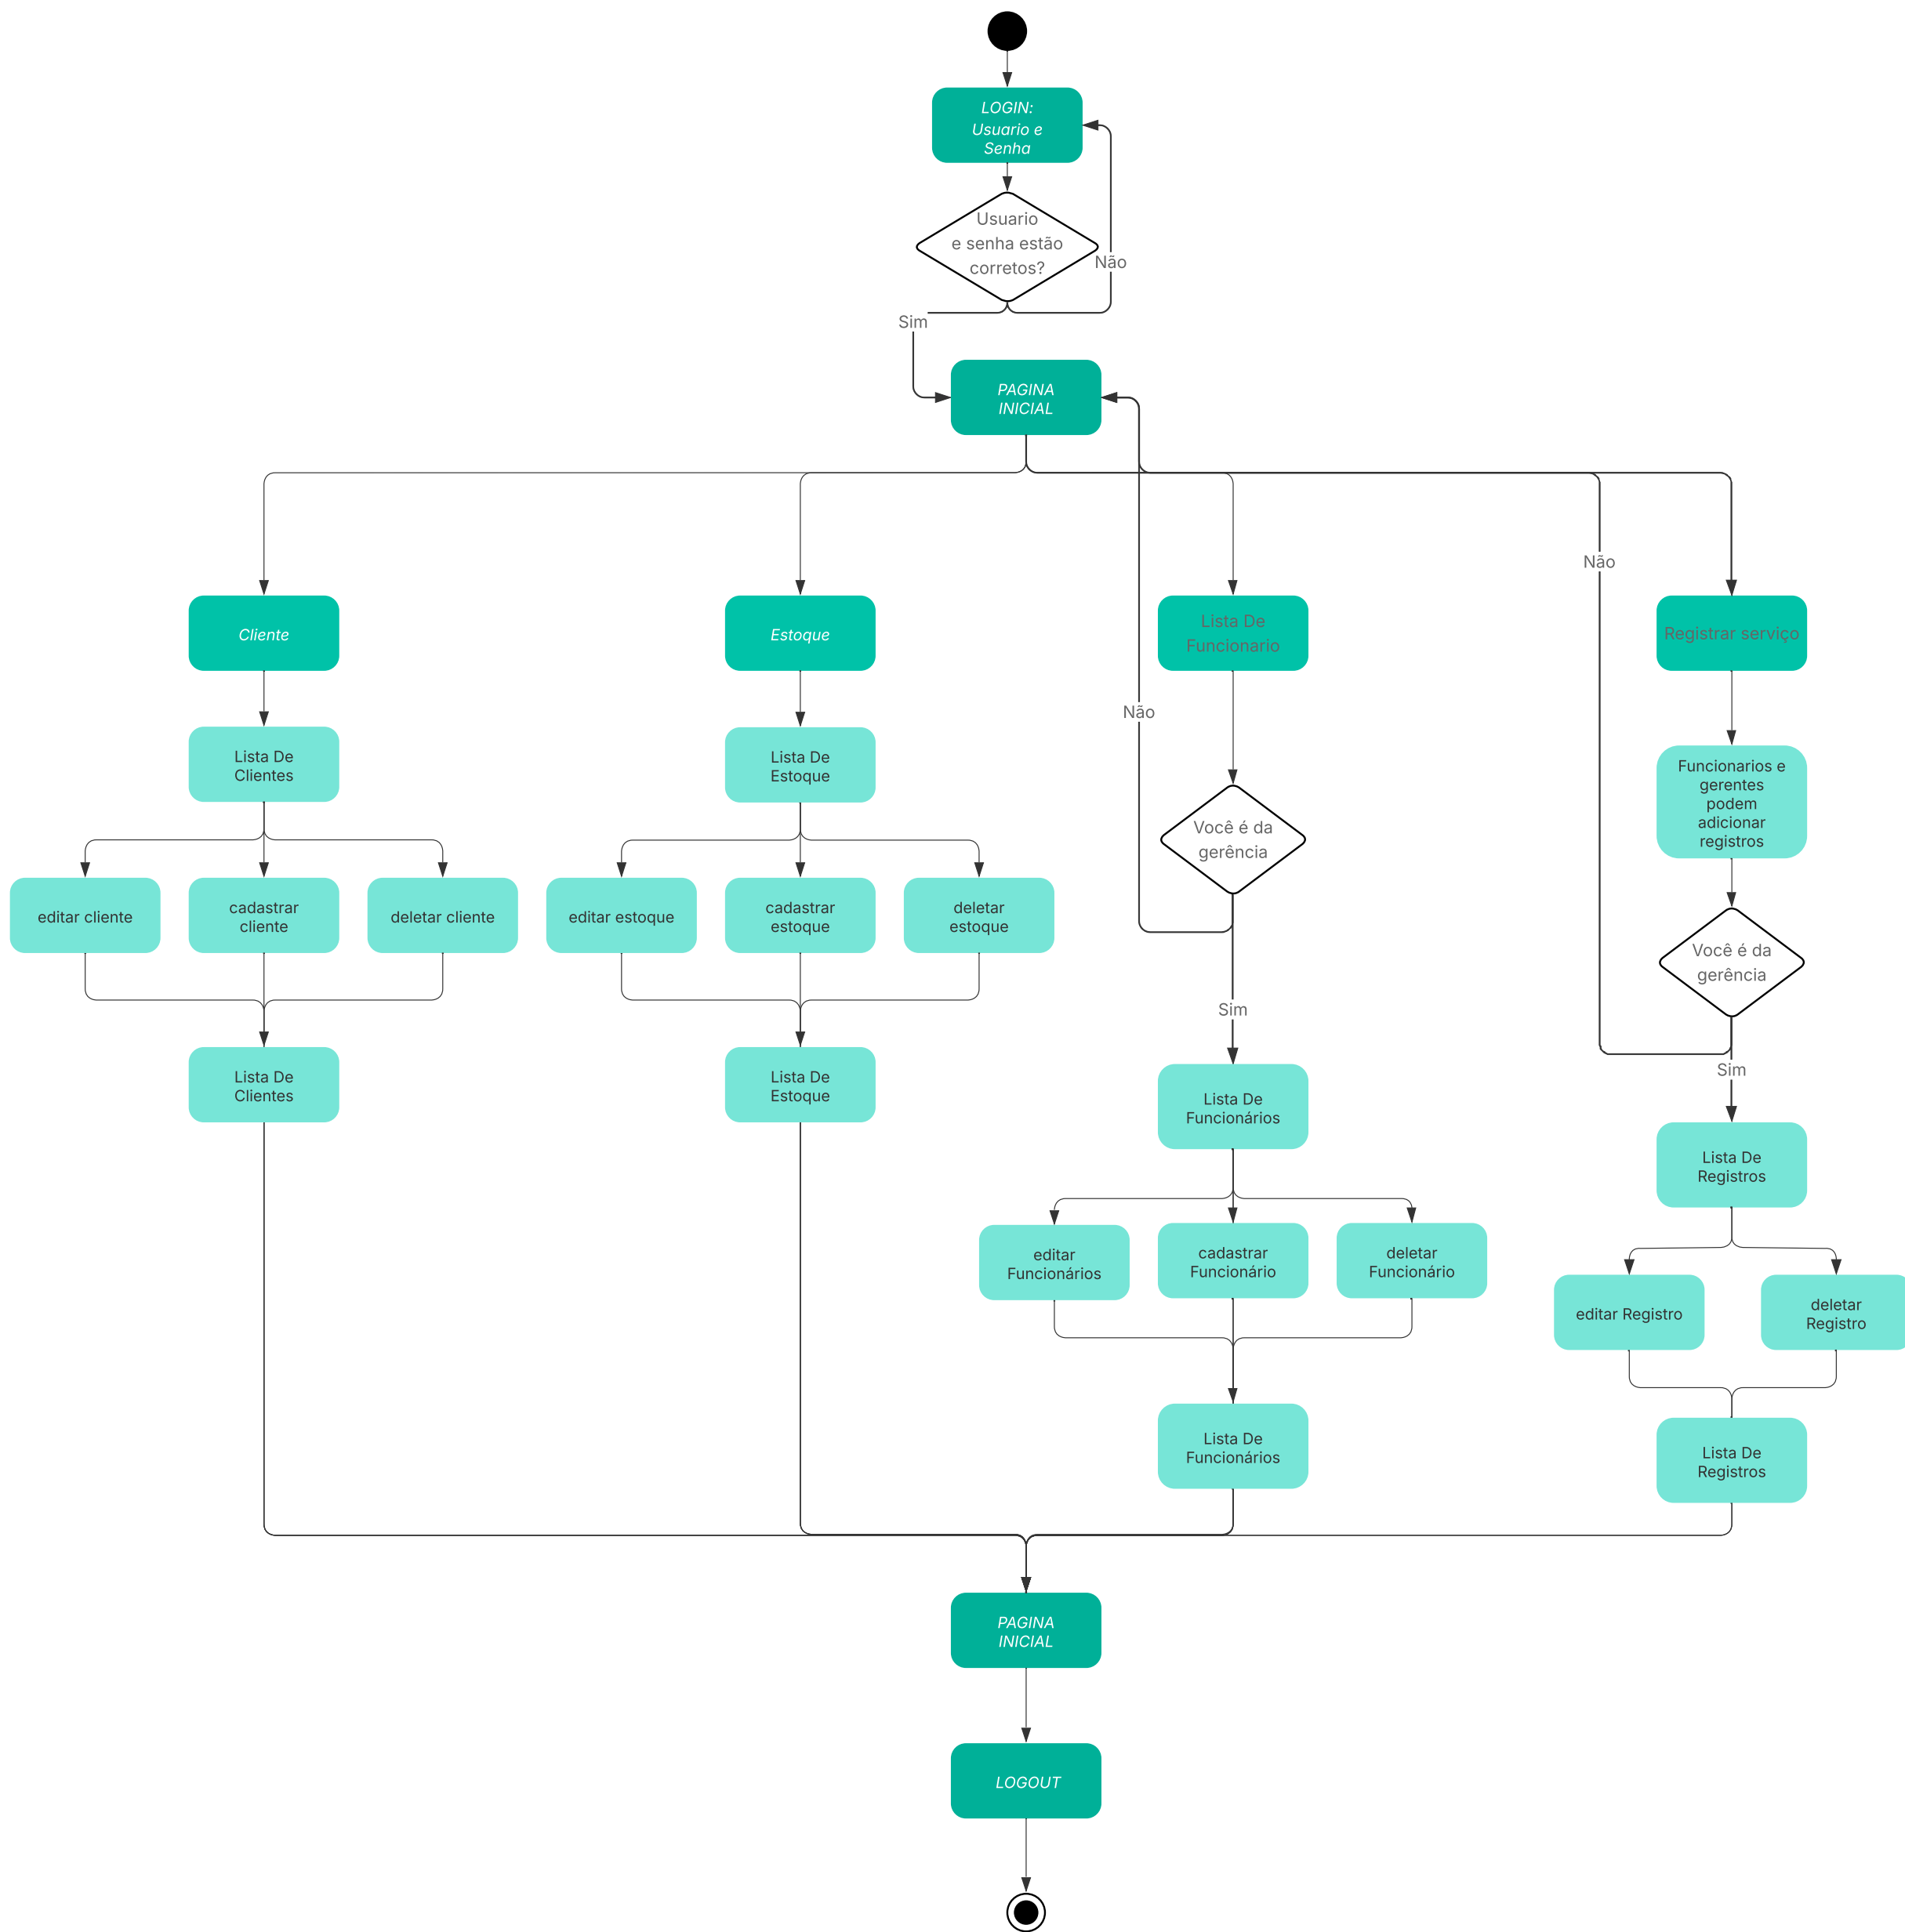 LOGIN:
Usuario e
Senha
Usuario
e senha estão
corretos?
Não
Sim
PAGINA
INICIAL
Não
Cliente
Estoque
Lista De
Funcionario
Registrar serviço
Não
Lista De
Clientes
Lista De
Estoque
Funcionarios e
gerentes
podem
adicionar
registros
Você é da
gerência
editar cliente
cadastrar
cliente
deletar cliente
editar estoque
cadastrar
estoque
deletar
estoque
Você é da
gerência
Sim
Sim
Lista De
Clientes
Lista De
Estoque
Lista De
Funcionários
Lista De
Registros
editar
Funcionários
cadastrar
Funcionário
deletar
Funcionário
editar Registro
deletar
Registro
Lista De
Funcionários
Lista De
Registros
PAGINA
INICIAL
LOGOUT